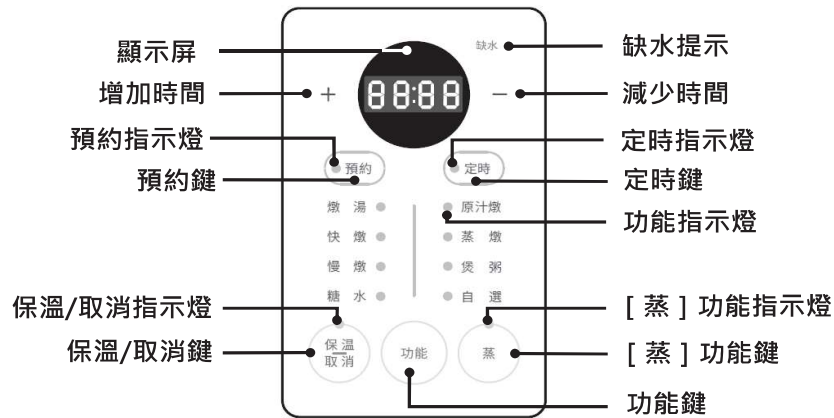 顯示屏
缺水
缺水提示
增加時間
+
88:88
−
減少時間
預約指示燈
定時指示燈
預約
定時
預約鍵
定時鍵
燉 湯
原汁燉
功能指示燈
快 燉
蒸 燉
慢 燉
煲 粥
糖 水
自 選
保溫/取消指示燈
[ 蒸 ] 功能指示燈
保溫/取消鍵
保溫
取消
功能
蒸
[ 蒸 ] 功能鍵
功能鍵